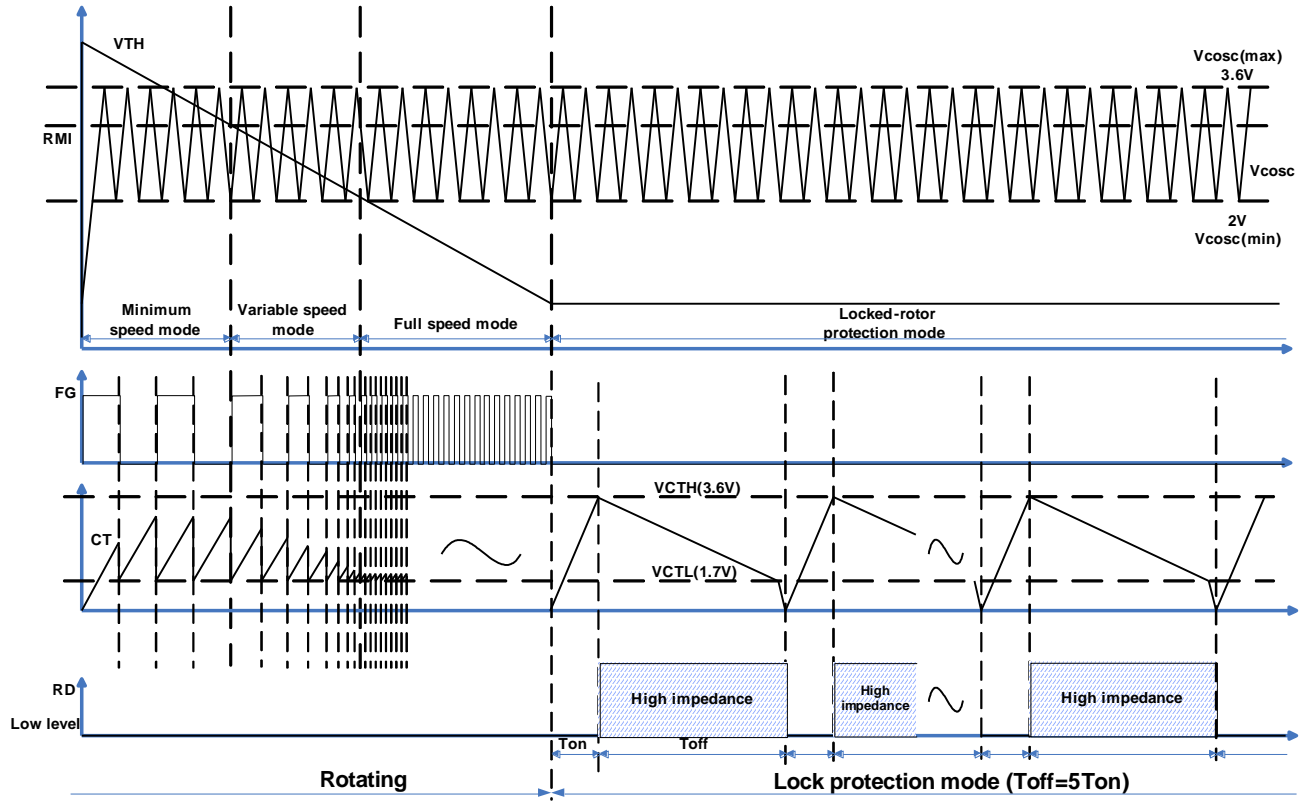 VTH
Vcosc(max)
3.6V
RMI
Vcosc
2V
Vcosc(min)
Minimum
speed mode
Variable speed
mode
Full speed mode
Locked-rotor
protection mode
FG
VCTH(3.6V)
CT
VCTL(1.7V)
RD
High impedance
High
impedance
High impedance
Low level
Ton
Toff
Rotating
Lock protection mode (Toff=5Ton)